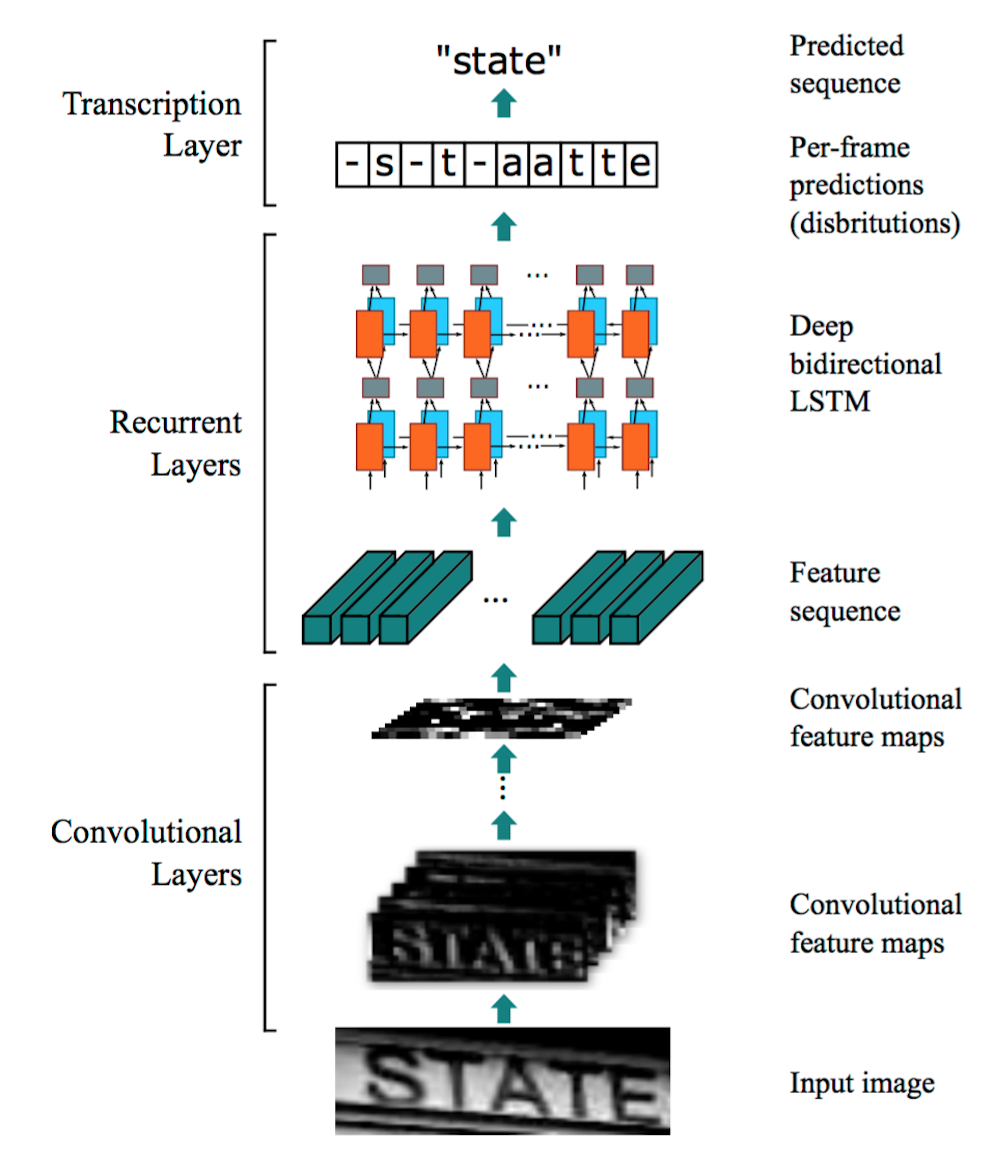 "state"
Predicted
sequence
Transcription
Layer
-s-t-aatte
Per-frame
predictions
(disbritutions)
...
Deep
bidirectional
LSTM
...
...
...
Recurrent
Layers
...
Feature
sequence
Convolutional
feature maps
...
Convolutional
Layers
STATE
Convolutional
feature maps
STATE
Input image